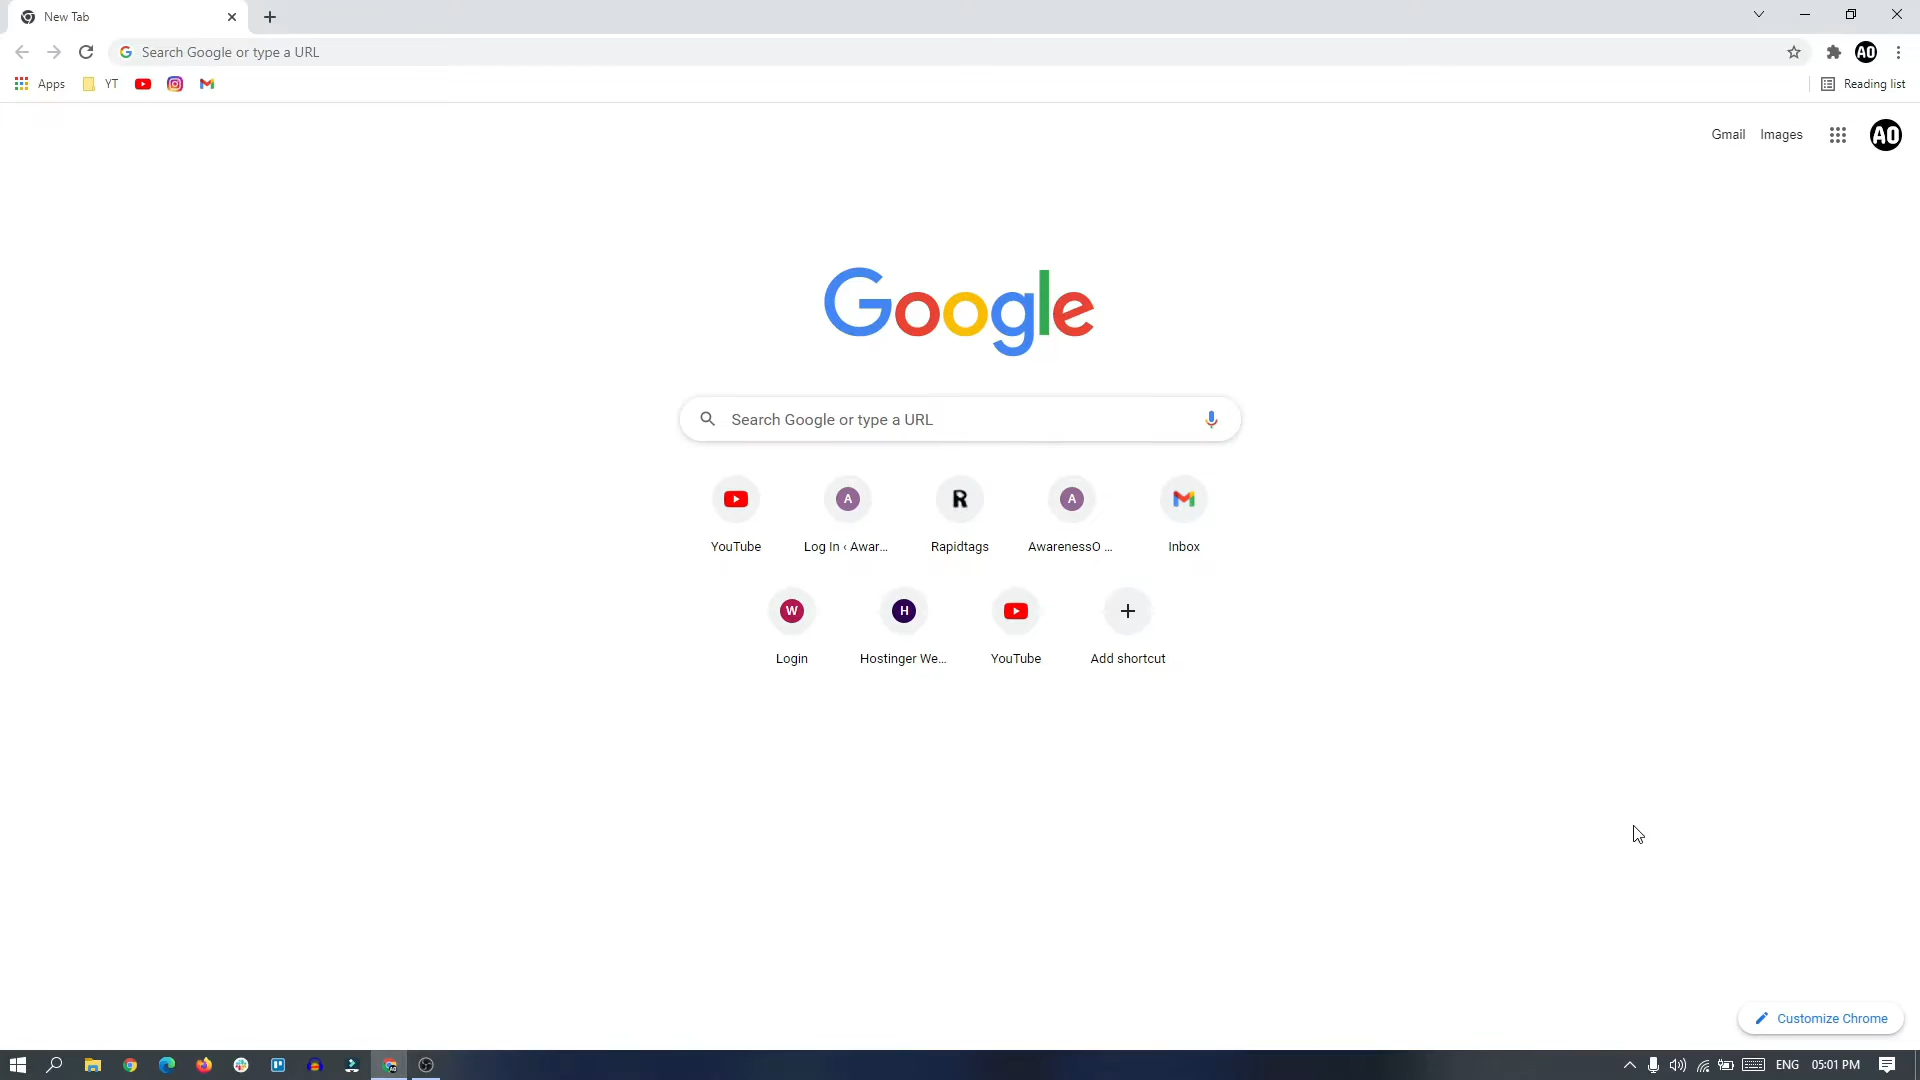 New Tab
Search Google or type a URL
AO
Apps YT Reading list
Gmail Images AO
Google
Search Google or type a URL
A R A
YouTube Log In ‹ Awar... Rapidtags AwarenessO ... Inbox
W H
Login Hostinger We... YouTube Add shortcut
Customize Chrome
ENG 05:01 PM